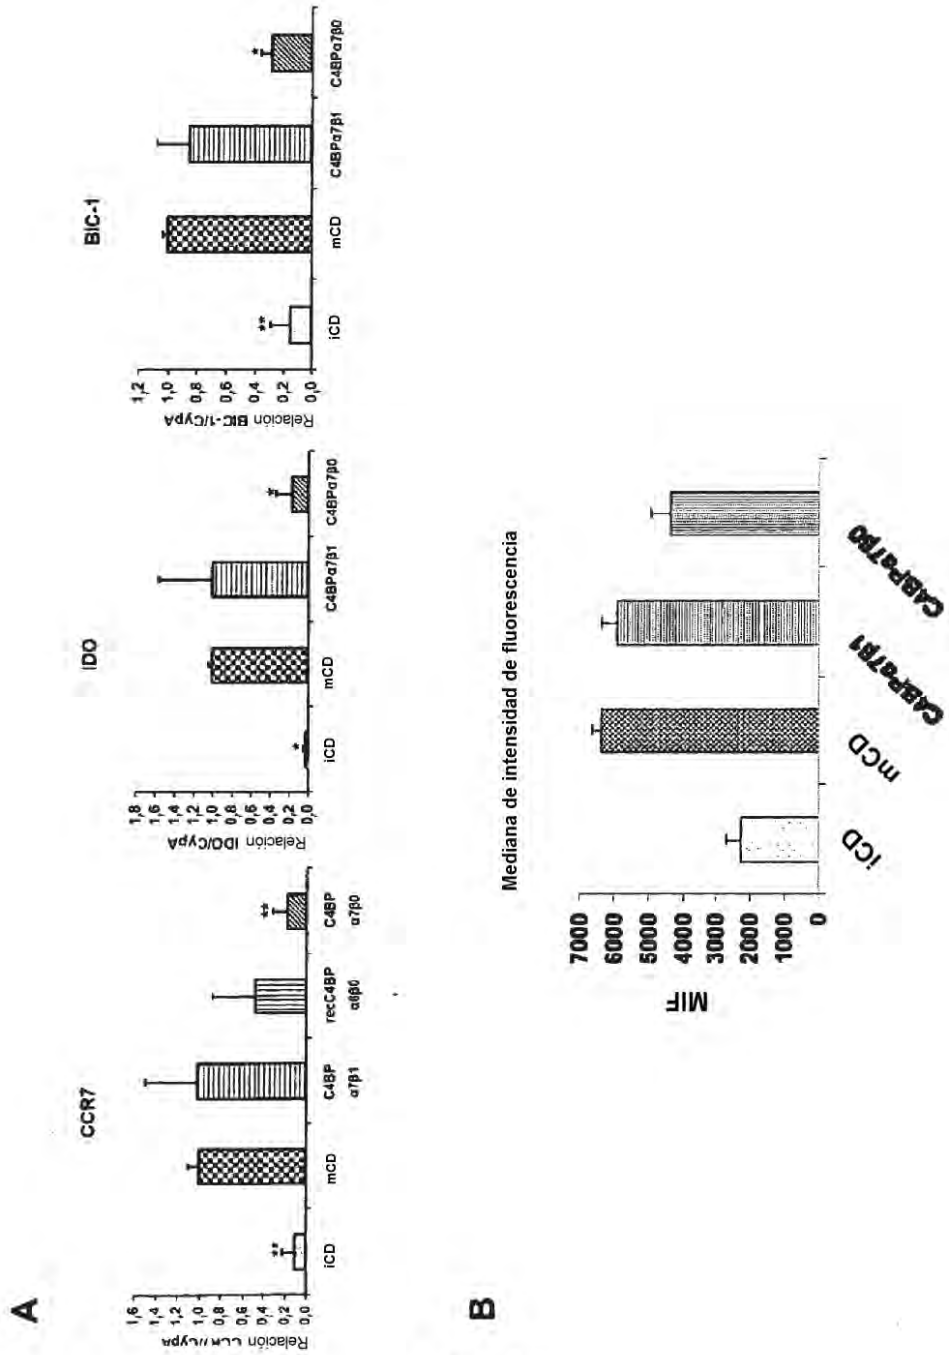 A
CCR7
Relación CCR7/CypA
1,6
1,4
1,2
1,0
0,8
0,6
0,4
0,2
0,0
**
**
iCD
mCD
C4BP
α7β1
recC4BP
α6β0
C4BP
α7β0
IDO
Relación IDO/CypA
1,8
1,6
1,4
1,2
1,0
0,8
0,6
0,4
0,2
0,0
*
*
iCD
mCD
C4BPα7β1
C4BPα7β0
BIC-1
Relación BIC-1/CypA
1,2
1,0
0,8
0,6
0,4
0,2
0,0
**
*
iCD
mCD
C4BPα7β1
C4BPα7β0
B
Mediana de intensidad de fluorescencia
MIF
7000
6000
5000
4000
3000
2000
1000
0
iCD
mCD
C4BPα7β1
C4BPα7β0